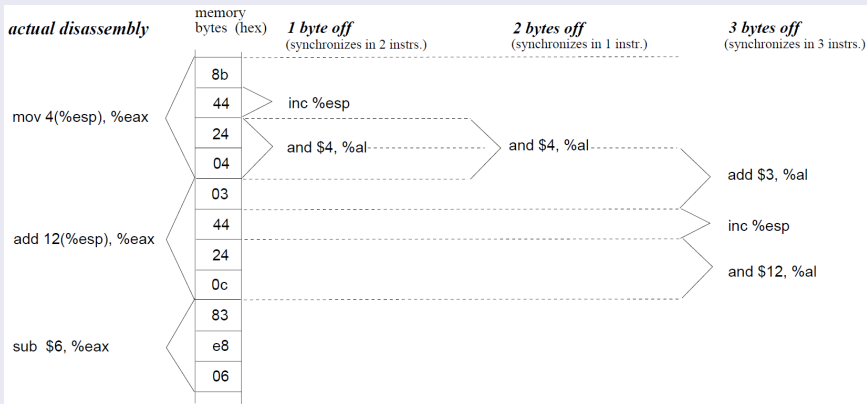 actual disassembly
memory
bytes (hex)
1 byte off
(synchronizes in 2 instrs.)
2 bytes off
(synchronizes in 1 instr.)
3 bytes off
(synchronizes in 3 instrs.)
8b
44
inc %esp
mov 4(%esp), %eax
24
and $4, %al
and $4, %al
04
add $3, %al
03
44
inc %esp
add 12(%esp), %eax
24
and $12, %al
0c
83
sub $6, %eax
e8
06